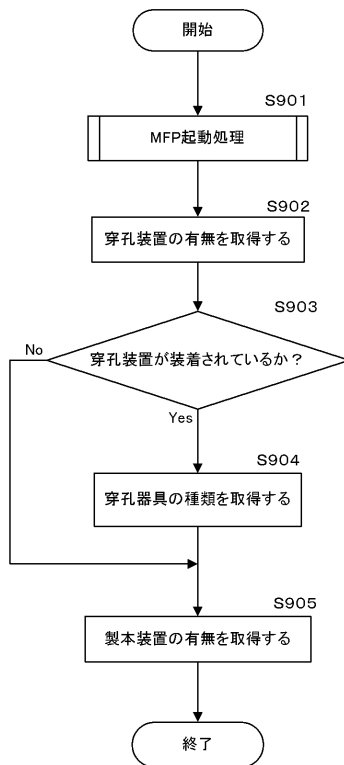 開始
S901
MFP起動処理
S902
穿孔装置の有無を取得する
S903
穿孔装置が装着されているか？
No
Yes
S904
穿孔器具の種類を取得する
S905
製本装置の有無を取得する
終了